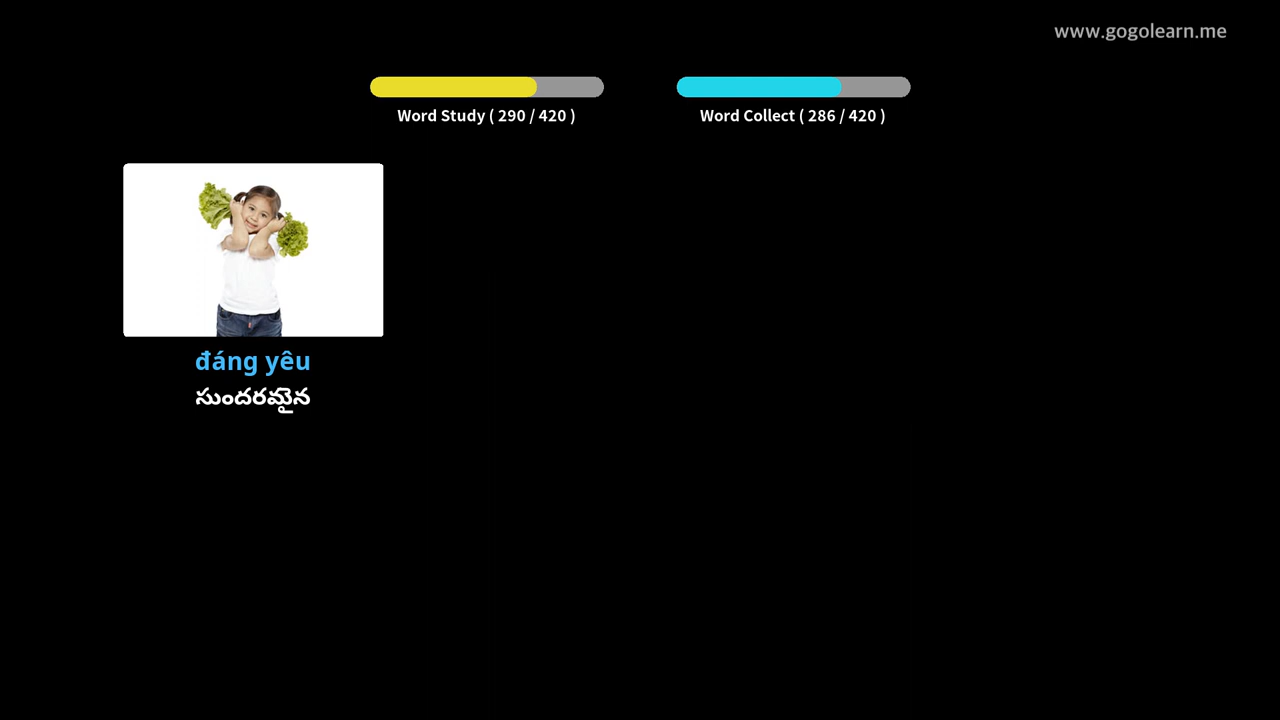 www.gogolearn.me
Word Study ( 290 / 420 )
Word Collect ( 286 / 420 )
đáng yêu
సుందరమైన